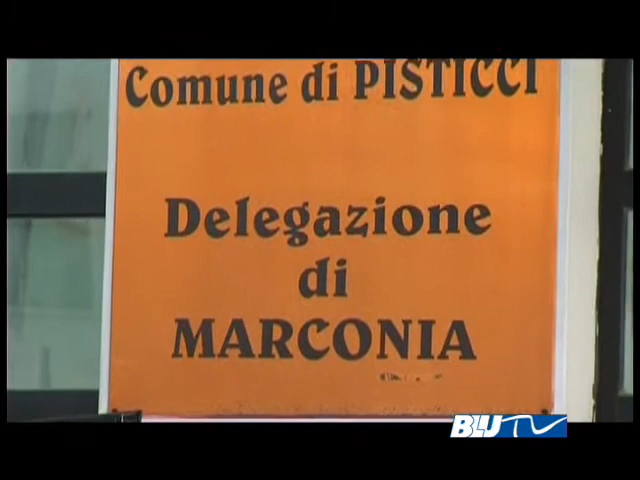 Comune di PISTICCI
Delegazione
di
MARCONIA
BLU TV